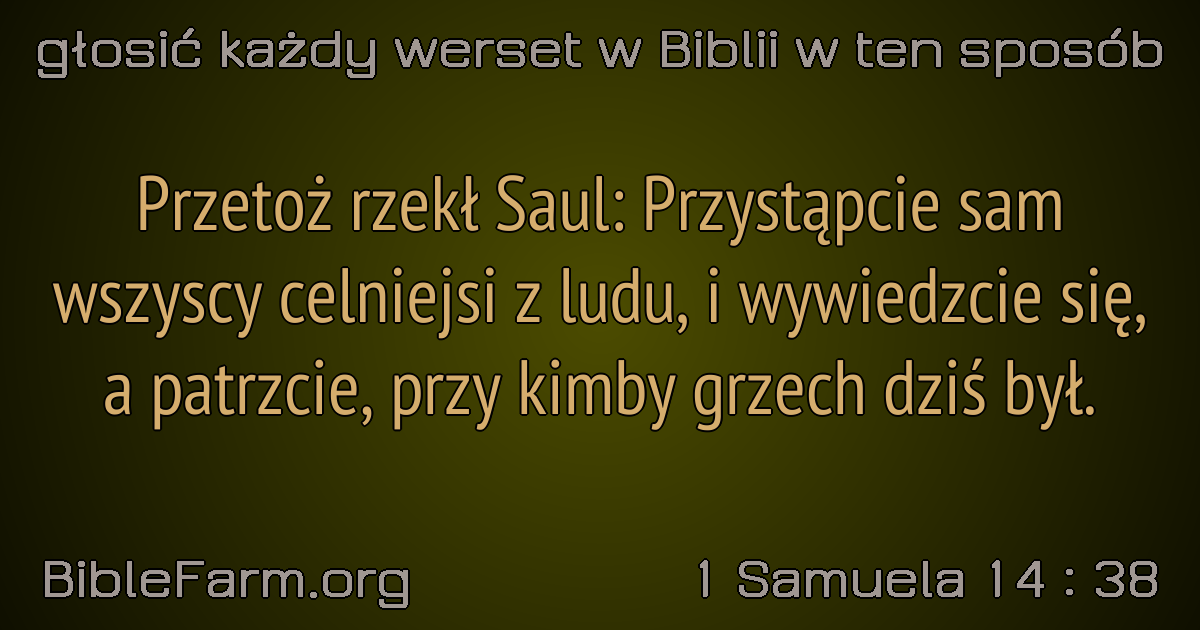 głosić każdy werset w Biblii w ten sposób
Przetoż rzekł Saul: Przystąpcie sam
wszyscy celniejsi z ludu, i wywiedzcie się,
a patrzcie, przy kimby grzech dziś był.
BibleFarm.org
1 Samuela 14 : 38